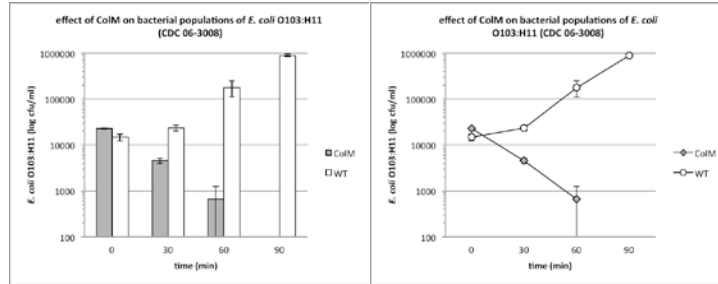 effect of ColM on bacterial populations of E. coli O103:H11
(CDC 06-3008)
1000000
100000
10000
1000
100
E. coli O103:H11 (log cfu/ml)
0
30
60
90
time (min)
ColM
WT
effect of ColM on bacterial populations of E. coli
O103:H11 (CDC 06-3008)
1000000
100000
10000
1000
100
E. coli O103:H11 (log cfu/ml)
0
30
60
90
time (min)
ColM
WT